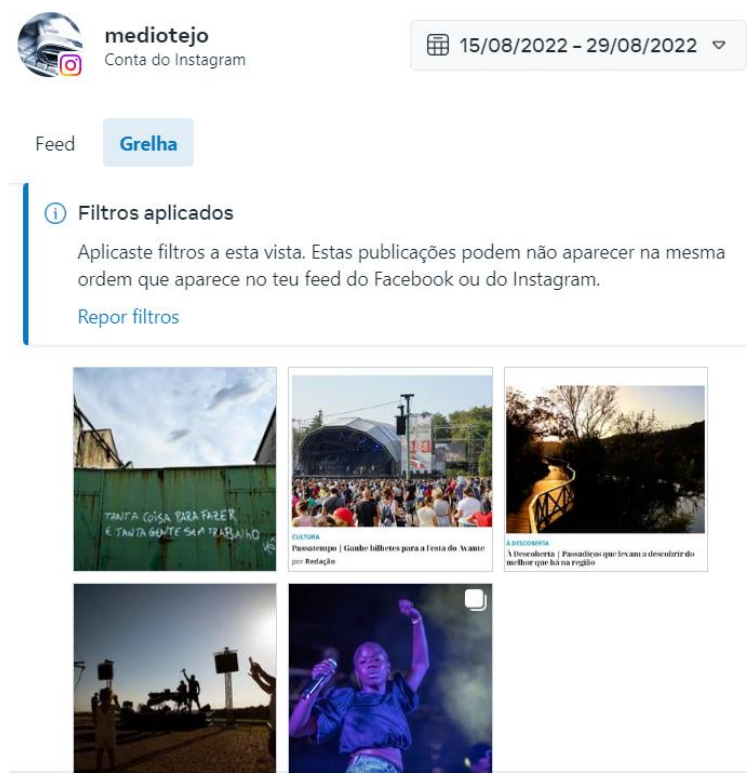 mediotejo
Conta do Instagram
15/08/2022 – 29/08/2022
Feed
Grelha
Filtros aplicados
Aplicaste filtros a esta vista. Estas publicações podem não aparecer na mesma
ordem que aparece no teu feed do Facebook ou do Instagram.
Repor filtros
TANTA COISA PARA FAZER
E TANTA GENTE SEM TRABALHO
CULTURA
Passatempo | Ganhe bilhetes para a Festa do Avante
por Redação
À DESCOBERTA
À Descoberta | Passadiços que levam a descobrir do
melhor que há na região